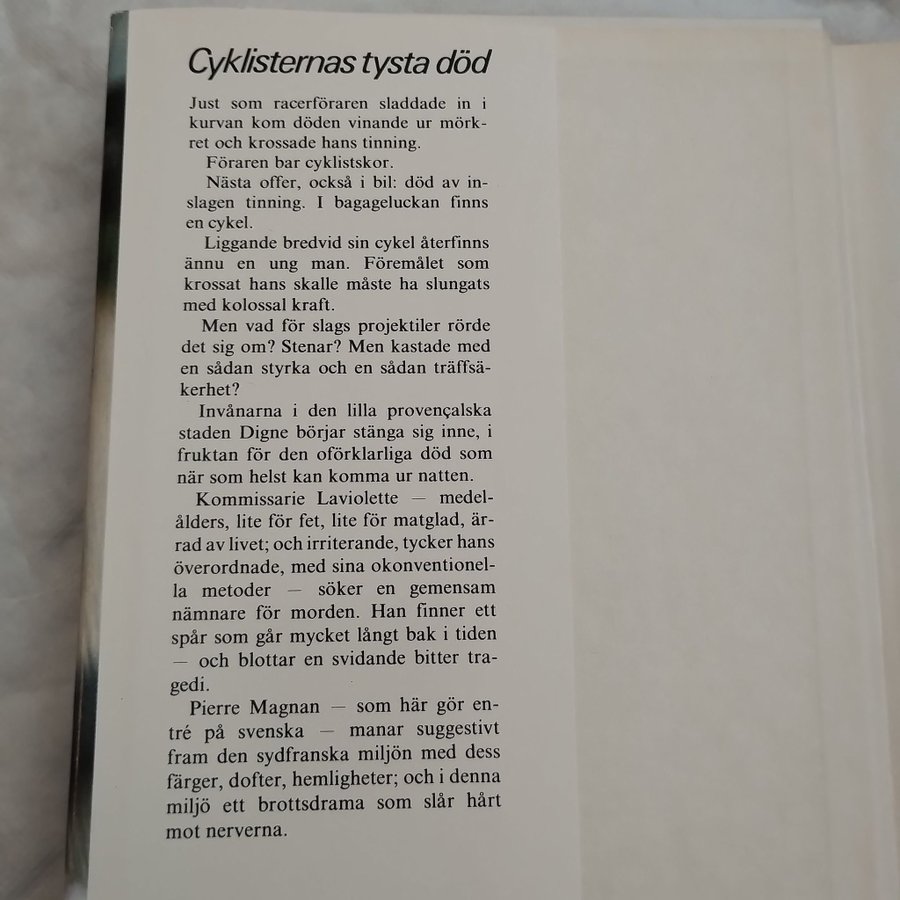 Cyklisternas tysta död
Just som racerföraren sladdade in i
kurvan kom döden vinande ur mörk-
ret och krossade hans tinning.
Föraren bar cyklistskor.
Nästa offer, också i bil: död av in-
slagen tinning. I bagageluckan finns
en cykel.
Liggande bredvid sin cykel återfinns
ännu en ung man. Föremålet som
krossat hans skalle måste ha slungats
med kolossal kraft.
Men vad för slags projektiler rörde
det sig om? Stenar? Men kastade med
en sådan styrka och en sådan träffsä-
kerhet?
Invånarna i den lilla provençalska
staden Digne börjar stänga sig inne, i
fruktan för den oförklarliga död som
när som helst kan komma ur natten.
Kommissarie Laviolette — medel-
ålders, lite för fet, lite för matglad, är-
rad av livet; och irriterande, tycker hans
överordnade, med sina okonventionel-
la metoder — söker en gemensam
nämnare för morden. Han finner ett
spår som går mycket långt bak i tiden
— och blottar en svidande bitter tra-
gedi.
Pierre Magnan — som här gör en-
tré på svenska — manar suggestivt
fram den sydfranska miljön med dess
färger, dofter, hemligheter; och i denna
miljö ett brottsdrama som slår hårt
mot nerverna.